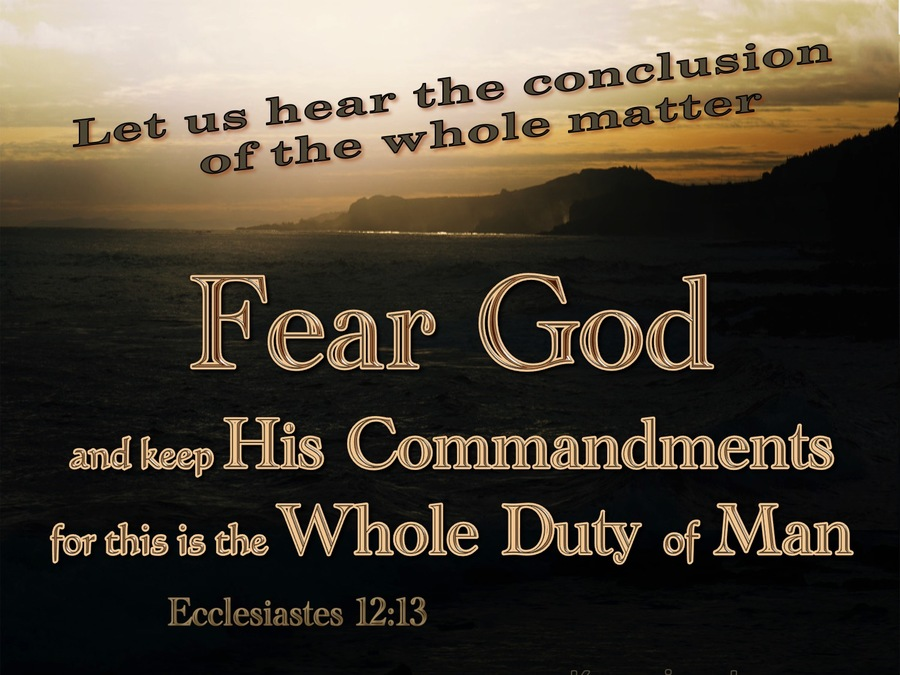 Let us hear the conclusion
of the whole matter
Fear God
and keep His Commandments
for this is the Whole Duty of Man
Ecclesiastes 12:13